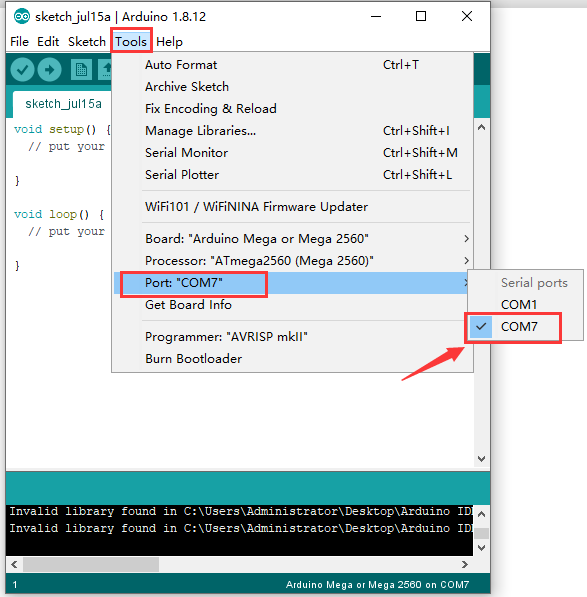 sketch_jul15a | Arduino 1.8.12
File Edit Sketch Tools Help
sketch_jul15a
void setup() {
// put your
}
void loop() {
// put your
}
Auto Format Ctrl+T
Archive Sketch
Fix Encoding & Reload
Manage Libraries... Ctrl+Shift+I
Serial Monitor Ctrl+Shift+M
Serial Plotter Ctrl+Shift+L
WiFi101 / WiFiNINA Firmware Updater
Board: "Arduino Mega or Mega 2560"
Processor: "ATmega2560 (Mega 2560)"
Port: "COM7"
Get Board Info
Programmer: "AVRISP mkII"
Burn Bootloader
Serial ports
COM1
COM7
Invalid library found in C:\Users\Administrator\Desktop\Arduino
Invalid library found in C:\Users\Administrator\Desktop\Arduino
1 Arduino Mega or Mega 2560 on COM7